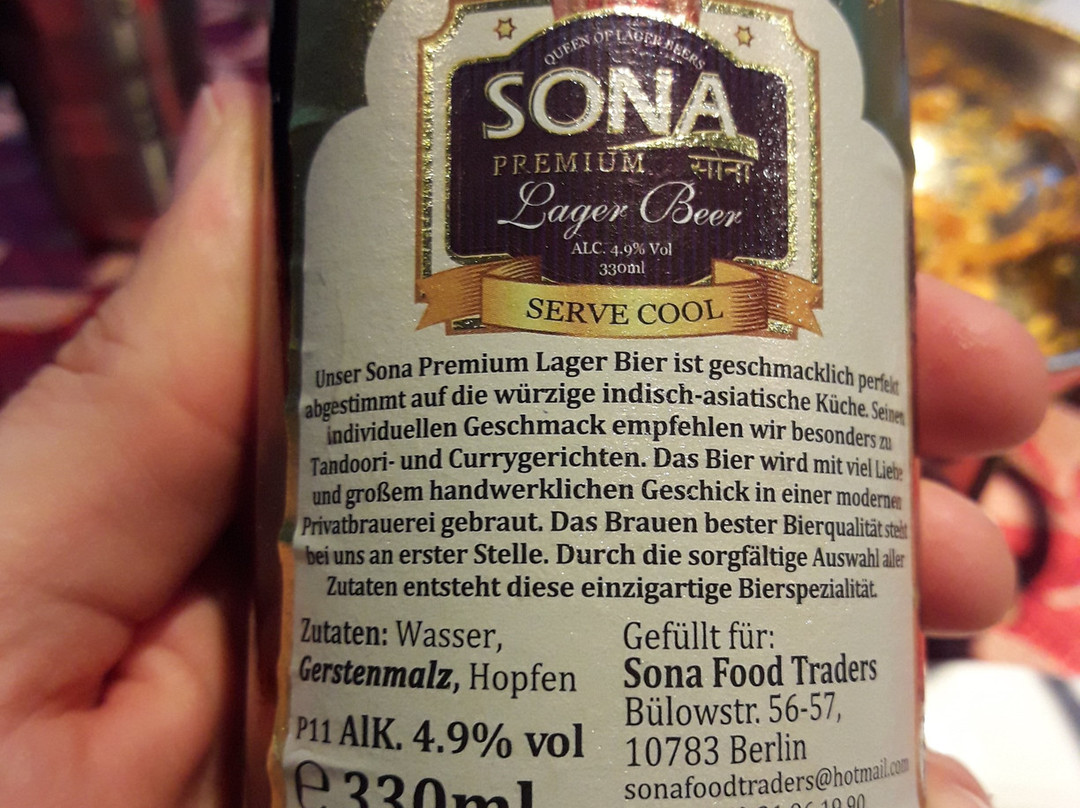 QUEEN OF LAGER BEERS
SONA
PREMIUM सोना
Lager Beer
ALC. 4.9% Vol
330ml
SERVE COOL
Unser Sona Premium Lager Bier ist geschmacklich perfekt
abgestimmt auf die würzige indisch-asiatische Küche. Seinen
individuellen Geschmack empfehlen wir besonders zu
Tandoori- und Currygerichten. Das Bier wird mit viel Liebe
und großem handwerklichen Geschick in einer modernen
Privatbrauerei gebraut. Das Brauen bester Bierqualität steht
bei uns an erster Stelle. Durch die sorgfältige Auswahl aller
Zutaten entsteht diese einzigartige Bierspezialität.
Zutaten: Wasser,
Gerstenmalz, Hopfen
P11 AlK. 4.9% vol
℮ 330ml
Gefüllt für:
Sona Food Traders
Bülowstr. 56-57,
10783 Berlin
sonafoodtraders@hotmail.com